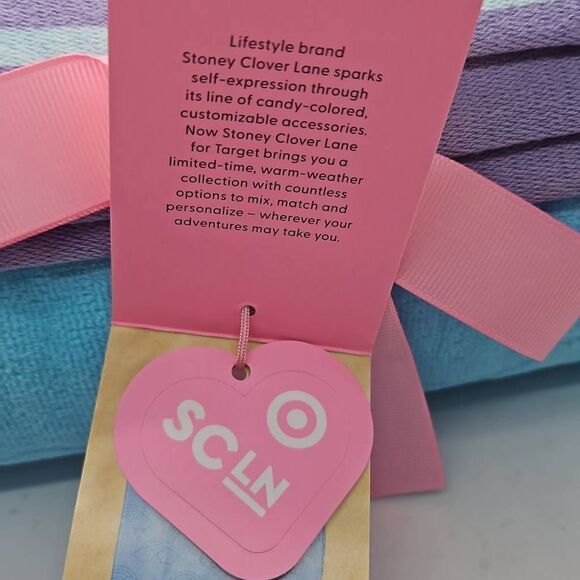 Lifestyle brand
Stoney Clover Lane sparks
self-expression through
its line of candy-colored,
customizable accessories.
Now Stoney Clover Lane
for Target brings you a
limited-time, warm-weather
collection with countless
options to mix, match and
personalize – wherever your
adventures may take you.
SC
LN